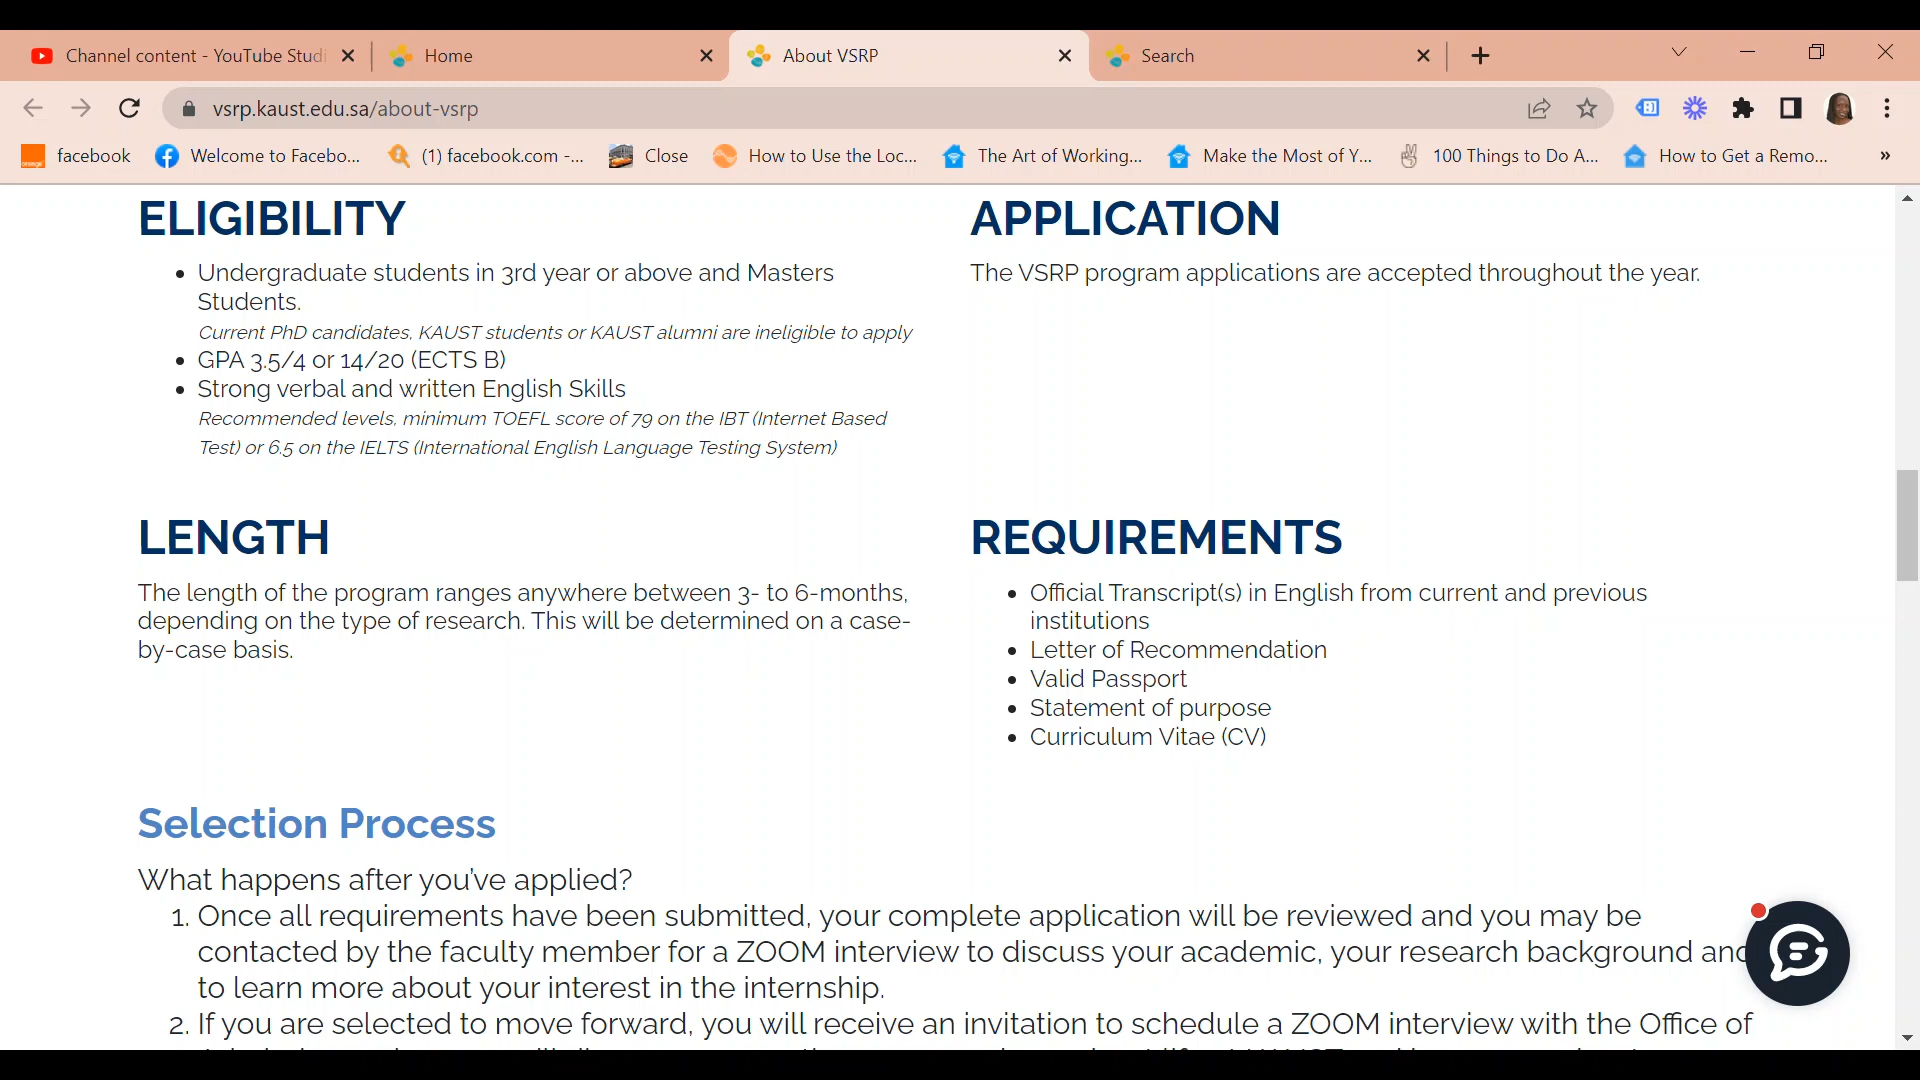 Channel content - YouTube Studi
Home
About VSRP
Search
vsrp.kaust.edu.sa/about-vsrp
facebook
Welcome to Facebo...
(1) facebook.com -...
Close
How to Use the Loc...
The Art of Working...
Make the Most of Y...
100 Things to Do A...
How to Get a Remo...
»
ELIGIBILITY
• Undergraduate students in 3rd year or above and Masters
Students.
Current PhD candidates, KAUST students or KAUST alumni are ineligible to apply
• GPA 3.5/4 or 14/20 (ECTS B)
• Strong verbal and written English Skills
Recommended levels, minimum TOEFL score of 79 on the IBT (Internet Based
Test) or 6.5 on the IELTS (International English Language Testing System)
APPLICATION
The VSRP program applications are accepted throughout the year.
LENGTH
The length of the program ranges anywhere between 3- to 6-months,
depending on the type of research. This will be determined on a case-
by-case basis.
REQUIREMENTS
• Official Transcript(s) in English from current and previous
institutions
• Letter of Recommendation
• Valid Passport
• Statement of purpose
• Curriculum Vitae (CV)
Selection Process
What happens after you've applied?
1. Once all requirements have been submitted, your complete application will be reviewed and you may be
contacted by the faculty member for a ZOOM interview to discuss your academic, your research background and
to learn more about your interest in the internship.
2. If you are selected to move forward, you will receive an invitation to schedule a ZOOM interview with the Office of